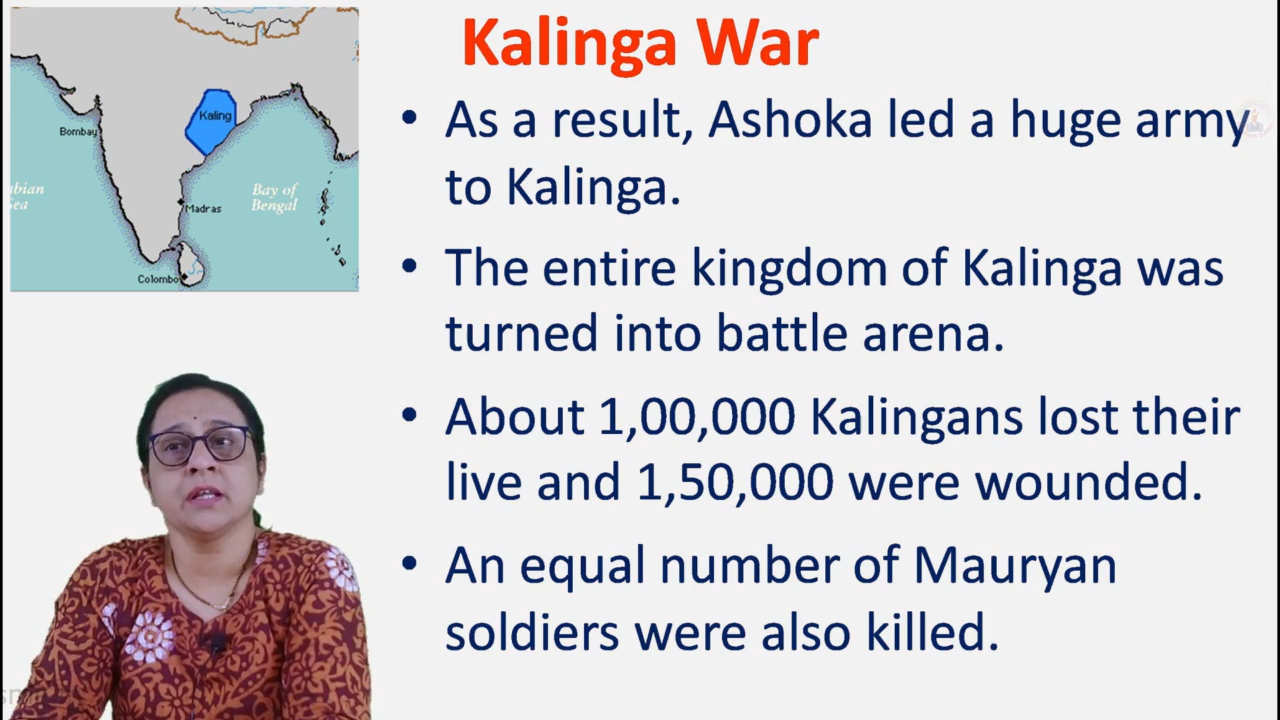 Kalinga War
• As a result, Ashoka led a huge army
to Kalinga.
• The entire kingdom of Kalinga was
turned into battle arena.
• About 1,00,000 Kalingans lost their
live and 1,50,000 were wounded.
• An equal number of Mauryan
soldiers were also killed.
Kaling
Bombay
bian
ea
Bay of
Bengal
Madras
Colombo